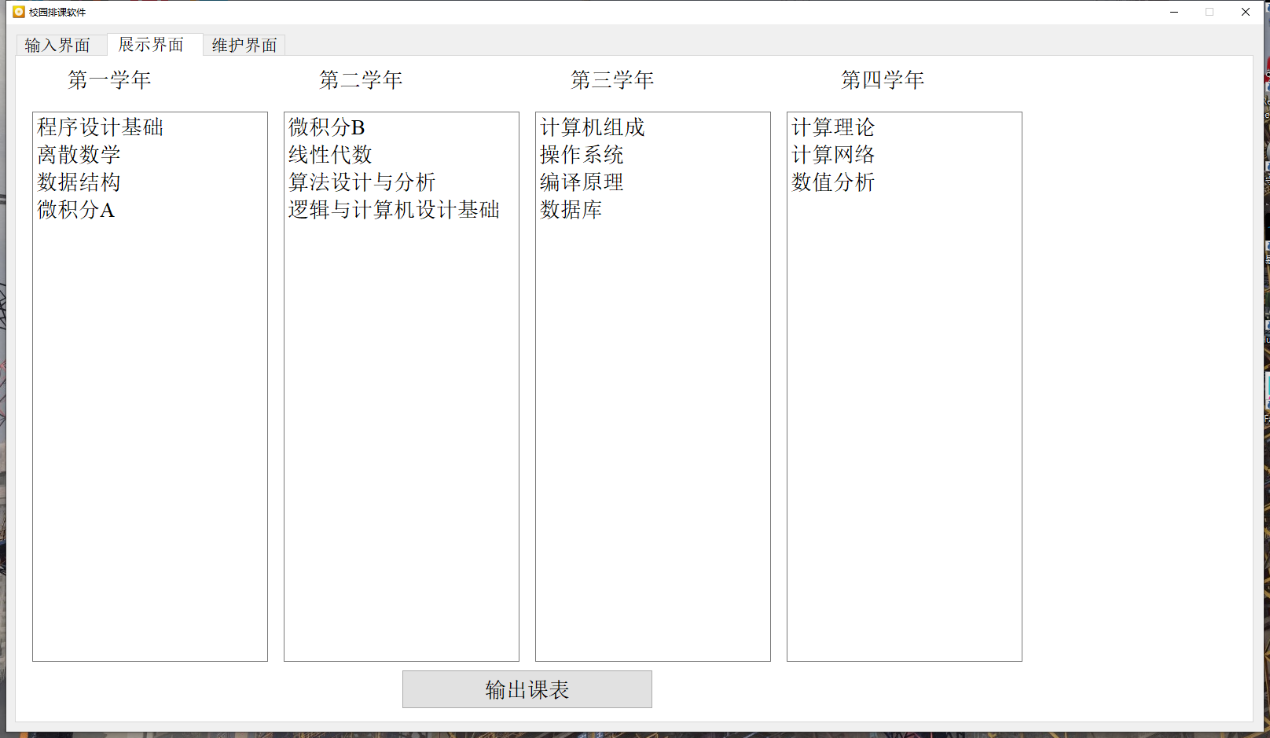 校园排课软件
输入界面 展示界面 维护界面
第一学年 第二学年 第三学年 第四学年
程序设计基础
离散数学
数据结构
微积分A
微积分B
线性代数
算法设计与分析
逻辑与计算机设计基础
计算机组成
操作系统
编译原理
数据库
计算理论
计算网络
数值分析
输出课表